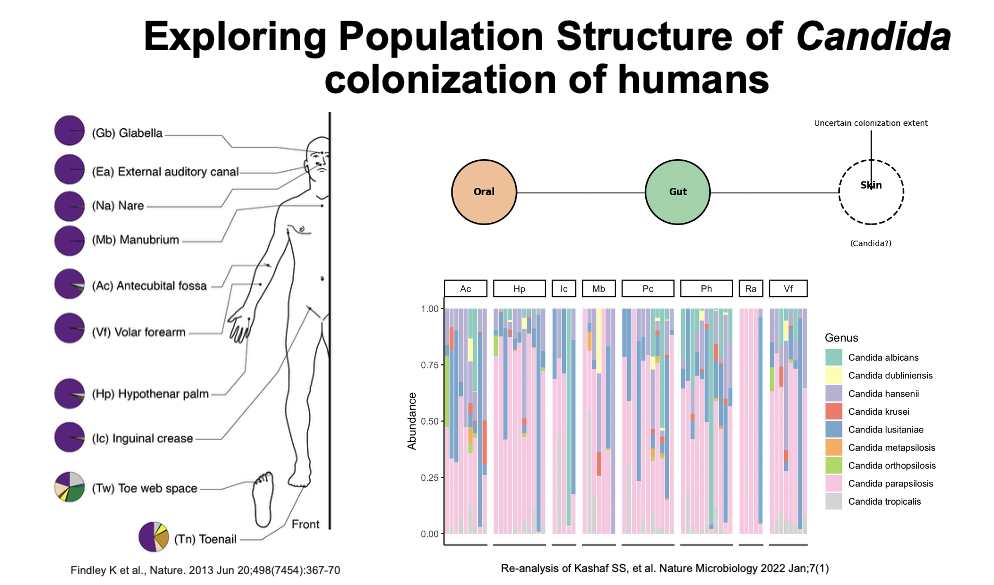 Exploring Population Structure of Candida
colonization of humans
(Gb) Glabella
(Ea) External auditory canal
(Na) Nare
(Mb) Manubrium
(Ac) Antecubital fossa
(Vf) Volar forearm
(Hp) Hypothenar palm
(Ic) Inguinal crease
(Tw) Toe web space
(Tn) Toenail
Front
Findley K et al., Nature. 2013 Jun 20;498(7454):367-70
Uncertain colonization extent
Oral
Gut
Skin
(Candida?)
Ac Hp Ic Mb Pc Ph Ra Vf
1.00
0.75
0.50
0.25
0.00
Abundance
Genus
Candida albicans
Candida dubliniensis
Candida hansenii
Candida krusei
Candida lusitaniae
Candida metapsilosis
Candida orthopsilosis
Candida parapsilosis
Candida tropicalis
Re-analysis of Kashaf SS, et al. Nature Microbiology 2022 Jan;7(1)